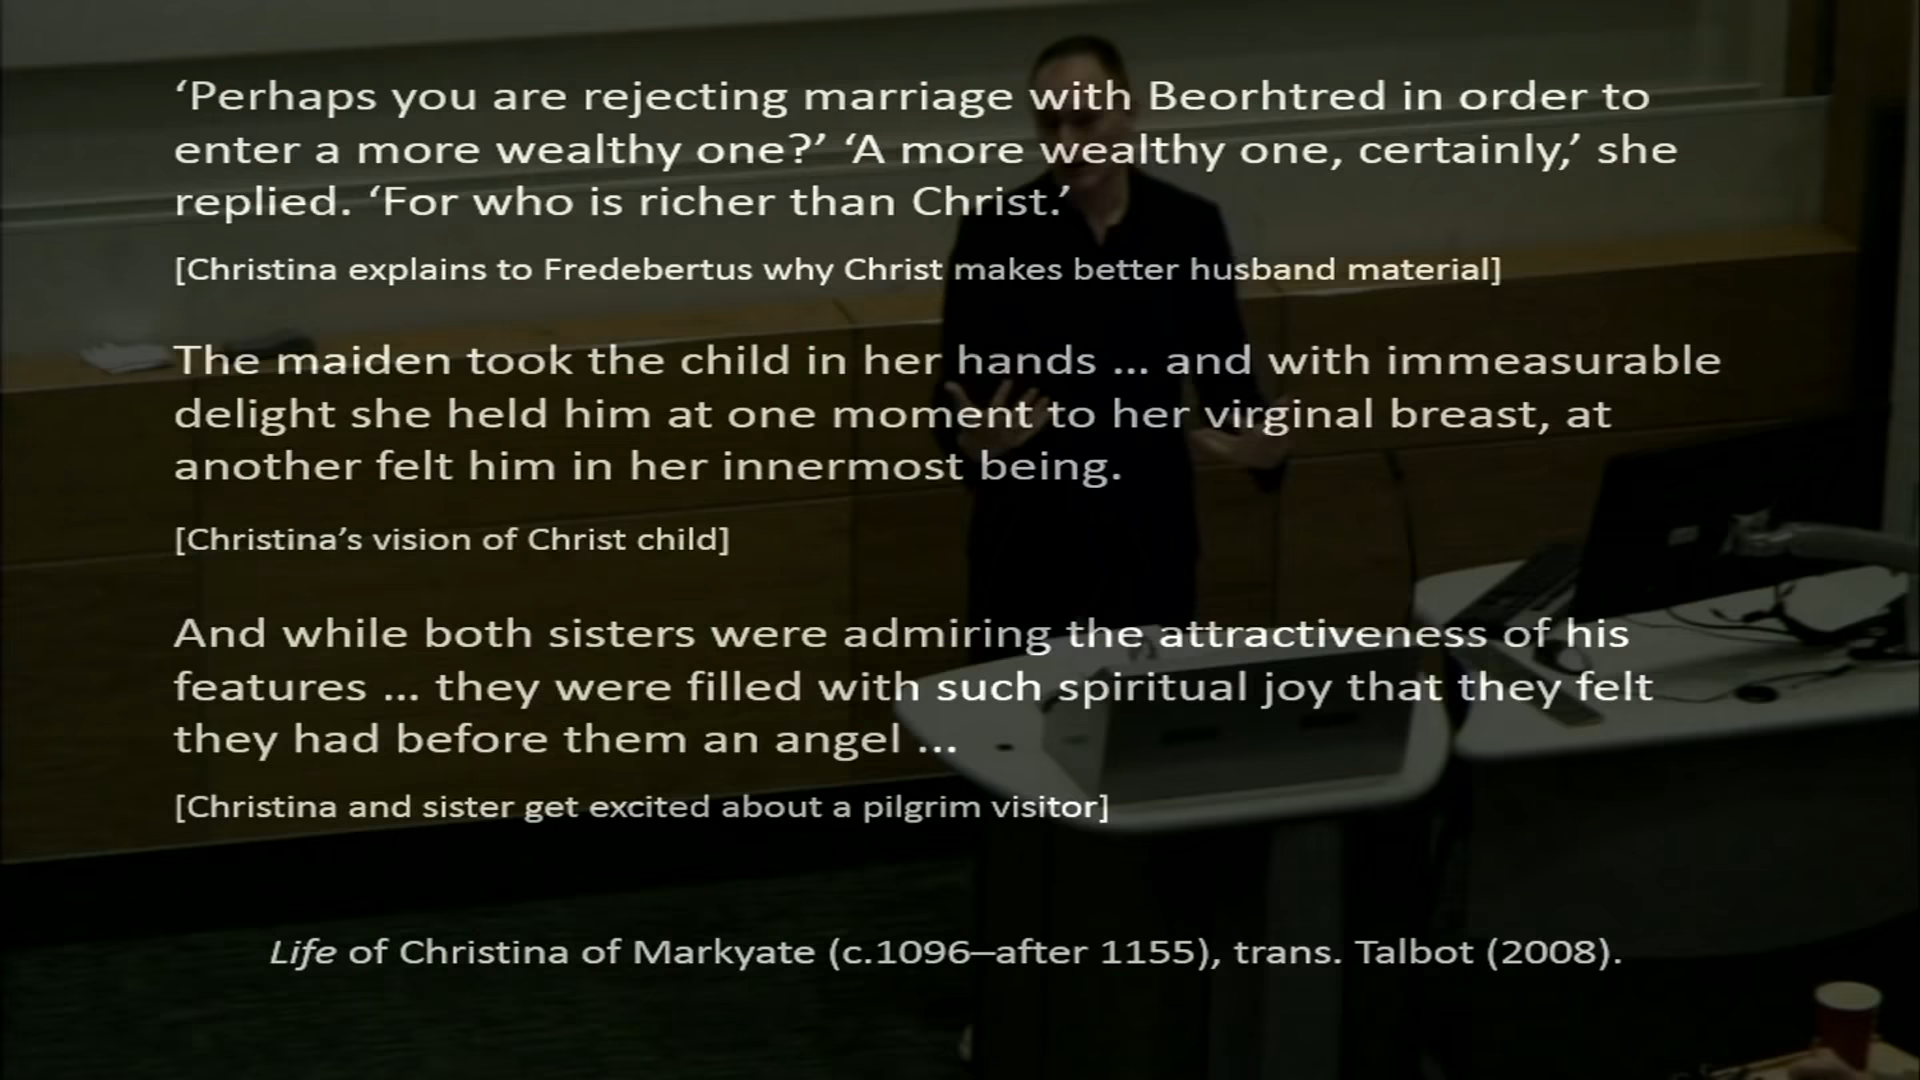 ‘Perhaps you are rejecting marriage with Beorhtred in order to
enter a more wealthy one?’ ‘A more wealthy one, certainly,’ she
replied. ‘For who is richer than Christ.’
[Christina explains to Fredebertus why Christ makes better husband material]
The maiden took the child in her hands ... and with immeasurable
delight she held him at one moment to her virginal breast, at
another felt him in her innermost being.
[Christina’s vision of Christ child]
And while both sisters were admiring the attractiveness of his
features ... they were filled with such spiritual joy that they felt
they had before them an angel ...
[Christina and sister get excited about a pilgrim visitor]
Life of Christina of Markyate (c.1096–after 1155), trans. Talbot (2008).